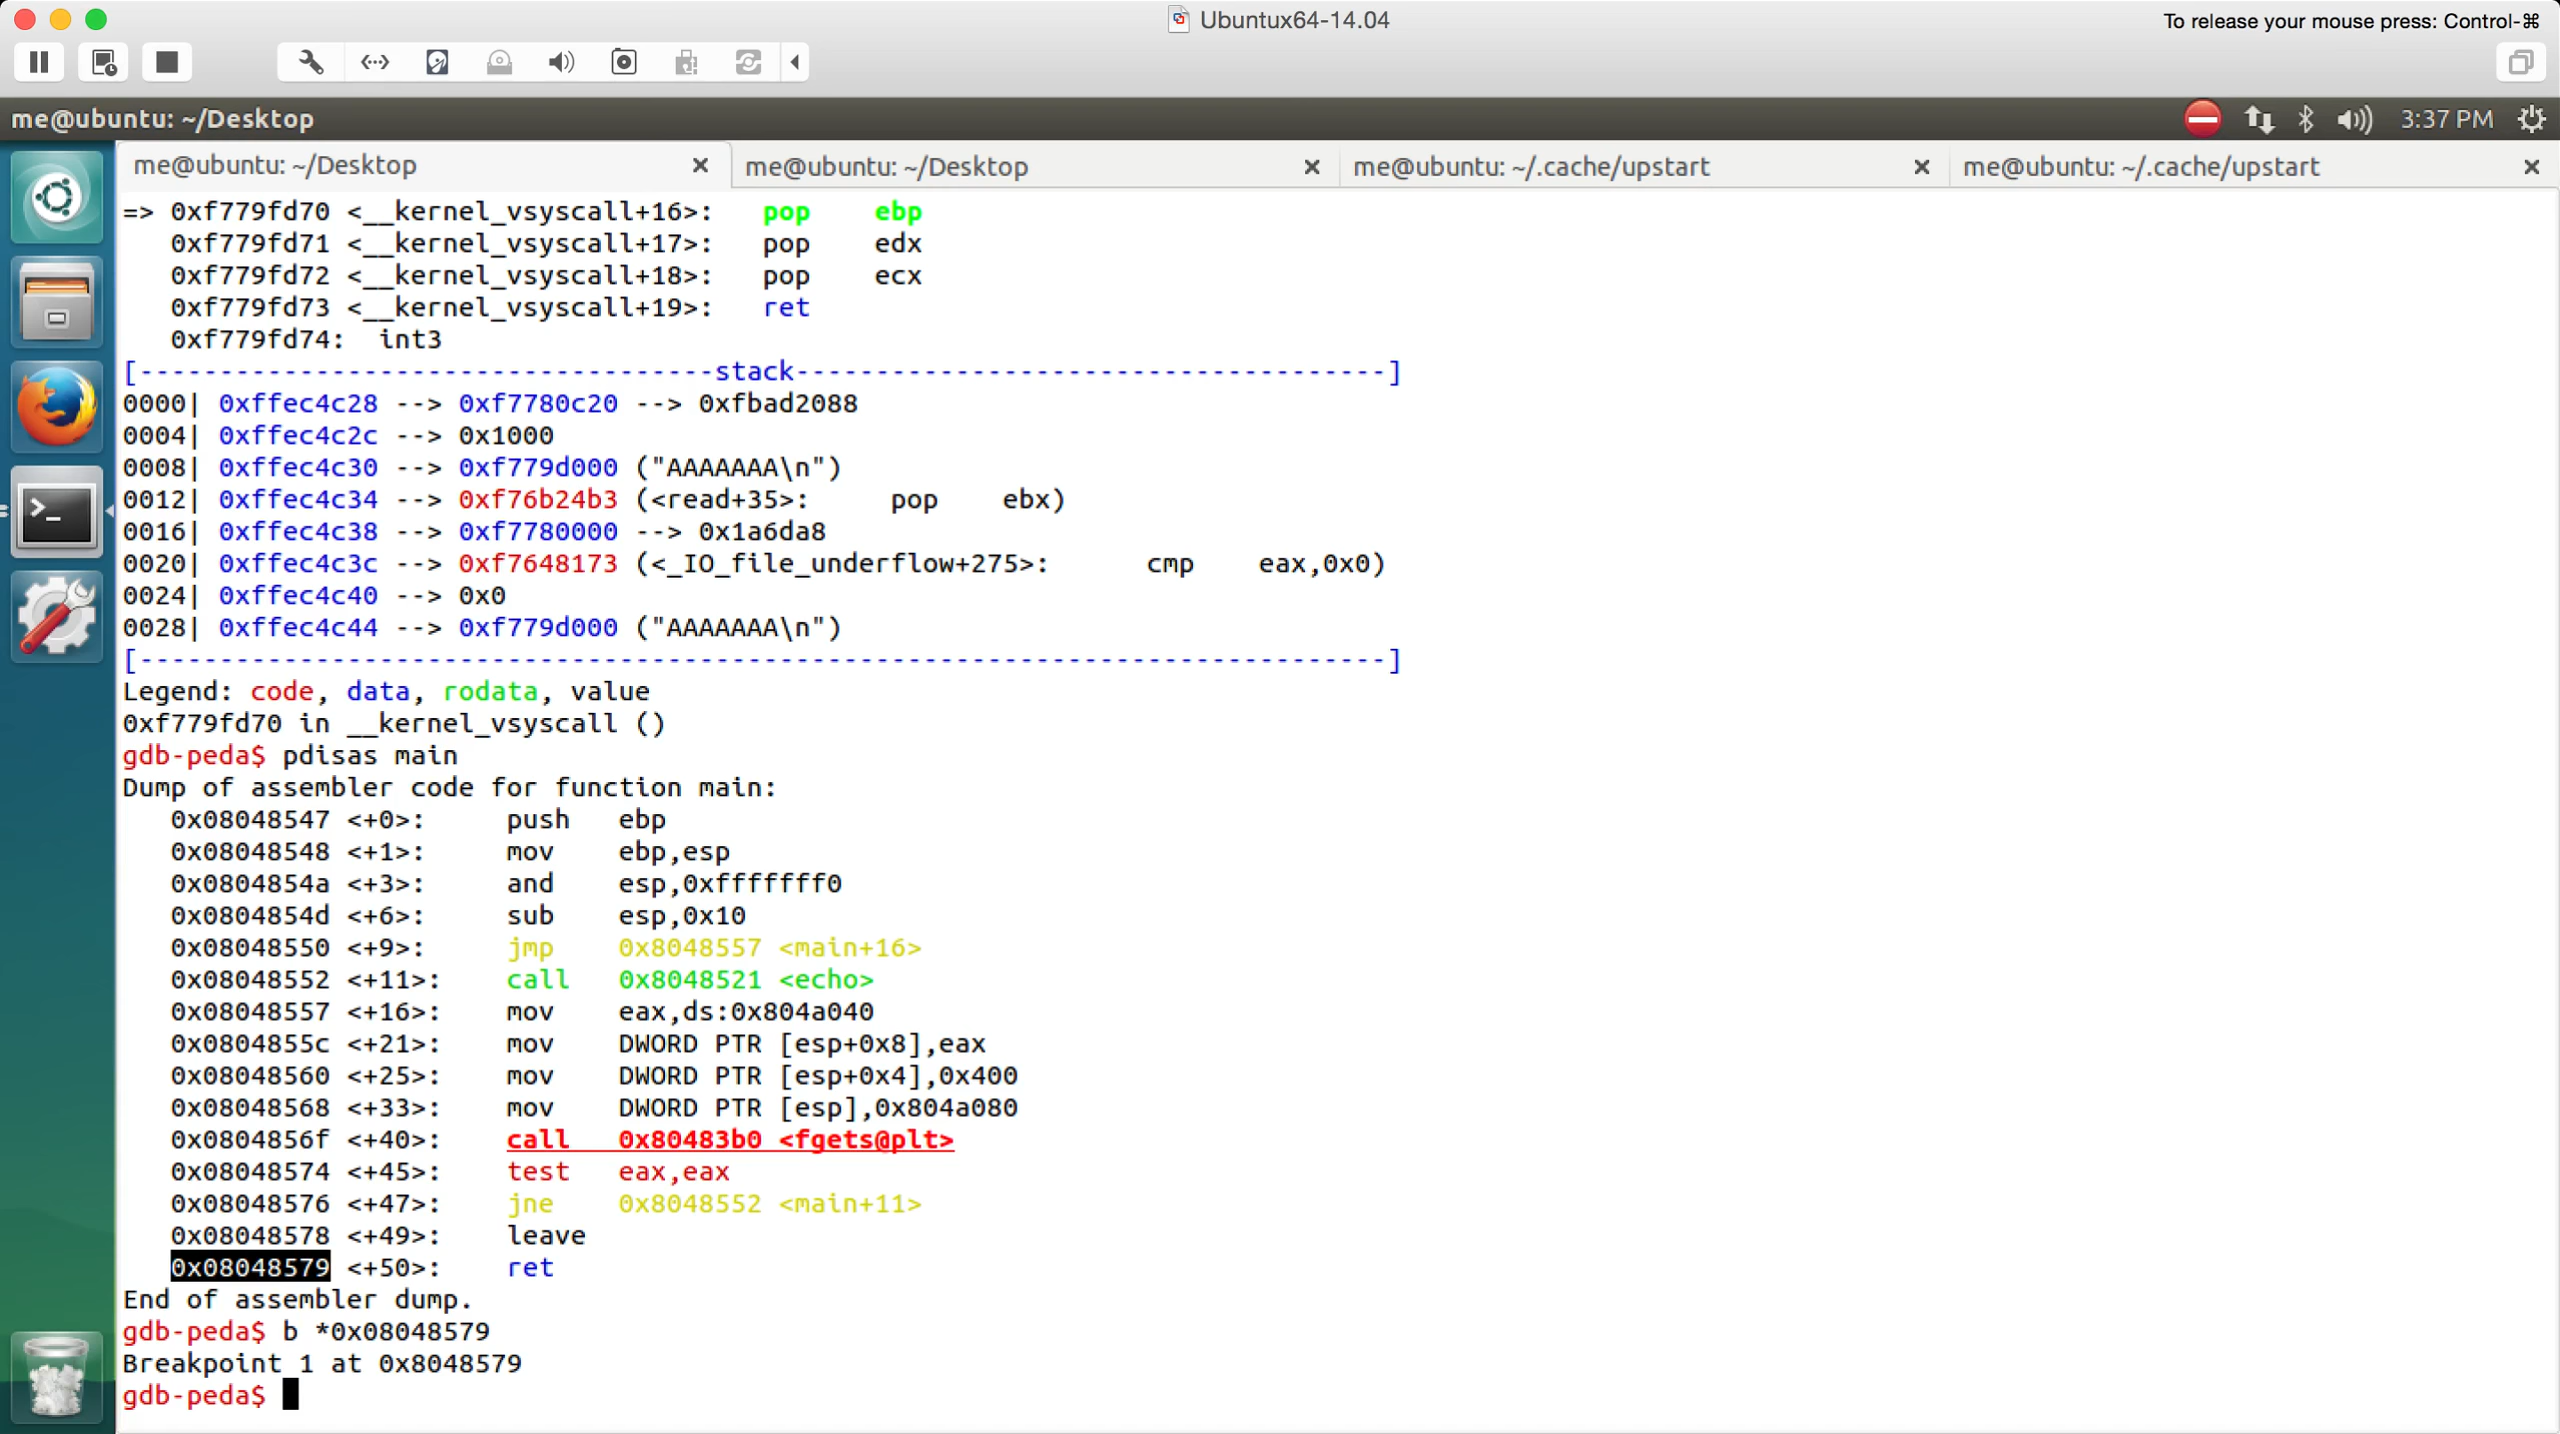 Ubuntux64-14.04
To release your mouse press: Control-⌘
me@ubuntu: ~/Desktop
3:37 PM
me@ubuntu: ~/Desktop
me@ubuntu: ~/Desktop
me@ubuntu: ~/.cache/upstart
me@ubuntu: ~/.cache/upstart
=> 0xf779fd70 <__kernel_vsyscall+16>: pop ebp
0xf779fd71 <__kernel_vsyscall+17>: pop edx
0xf779fd72 <__kernel_vsyscall+18>: pop ecx
0xf779fd73 <__kernel_vsyscall+19>: ret
0xf779fd74: int3
[------------------------------------stack-------------------------------------]
0000| 0xffec4c28 --> 0xf7780c20 --> 0xfbad2088
0004| 0xffec4c2c --> 0x1000
0008| 0xffec4c30 --> 0xf779d000 ("AAAAAAA\n")
0012| 0xffec4c34 --> 0xf76b24b3 (<read+35>: pop ebx)
0016| 0xffec4c38 --> 0xf7780000 --> 0x1a6da8
0020| 0xffec4c3c --> 0xf7648173 (<_IO_file_underflow+275>: cmp eax,0x0)
0024| 0xffec4c40 --> 0x0
0028| 0xffec4c44 --> 0xf779d000 ("AAAAAAA\n")
[------------------------------------------------------------------------------]
Legend: code, data, rodata, value
0xf779fd70 in __kernel_vsyscall ()
gdb-peda$ pdisas main
Dump of assembler code for function main:
0x08048547 <+0>: push ebp
0x08048548 <+1>: mov ebp,esp
0x0804854a <+3>: and esp,0xfffffff0
0x0804854d <+6>: sub esp,0x10
0x08048550 <+9>: jmp 0x8048557 <main+16>
0x08048552 <+11>: call 0x8048521 <echo>
0x08048557 <+16>: mov eax,ds:0x804a040
0x0804855c <+21>: mov DWORD PTR [esp+0x8],eax
0x08048560 <+25>: mov DWORD PTR [esp+0x4],0x400
0x08048568 <+33>: mov DWORD PTR [esp],0x804a080
0x0804856f <+40>: call 0x80483b0 <fgets@plt>
0x08048574 <+45>: test eax,eax
0x08048576 <+47>: jne 0x8048552 <main+11>
0x08048578 <+49>: leave
0x08048579 <+50>: ret
End of assembler dump.
gdb-peda$ b *0x08048579
Breakpoint 1 at 0x8048579
gdb-peda$